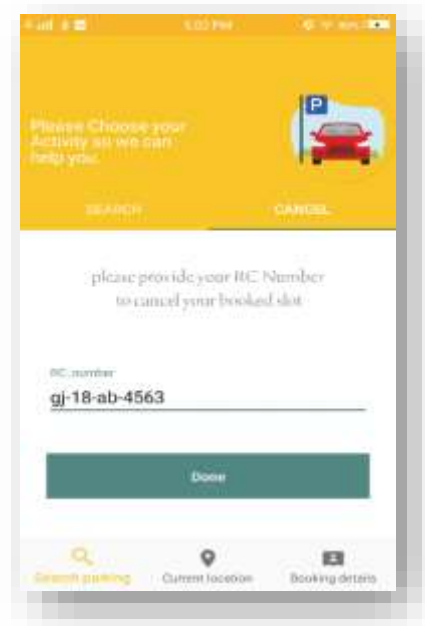 5:03 PM
Please Choose your
Activity so we can
help you.
P
SEARCH
CANCEL
please provide your RC Number
to cancel your booked slot
RC_number
gj-18-ab-4563
Done
Search parking
Current location
Booking details